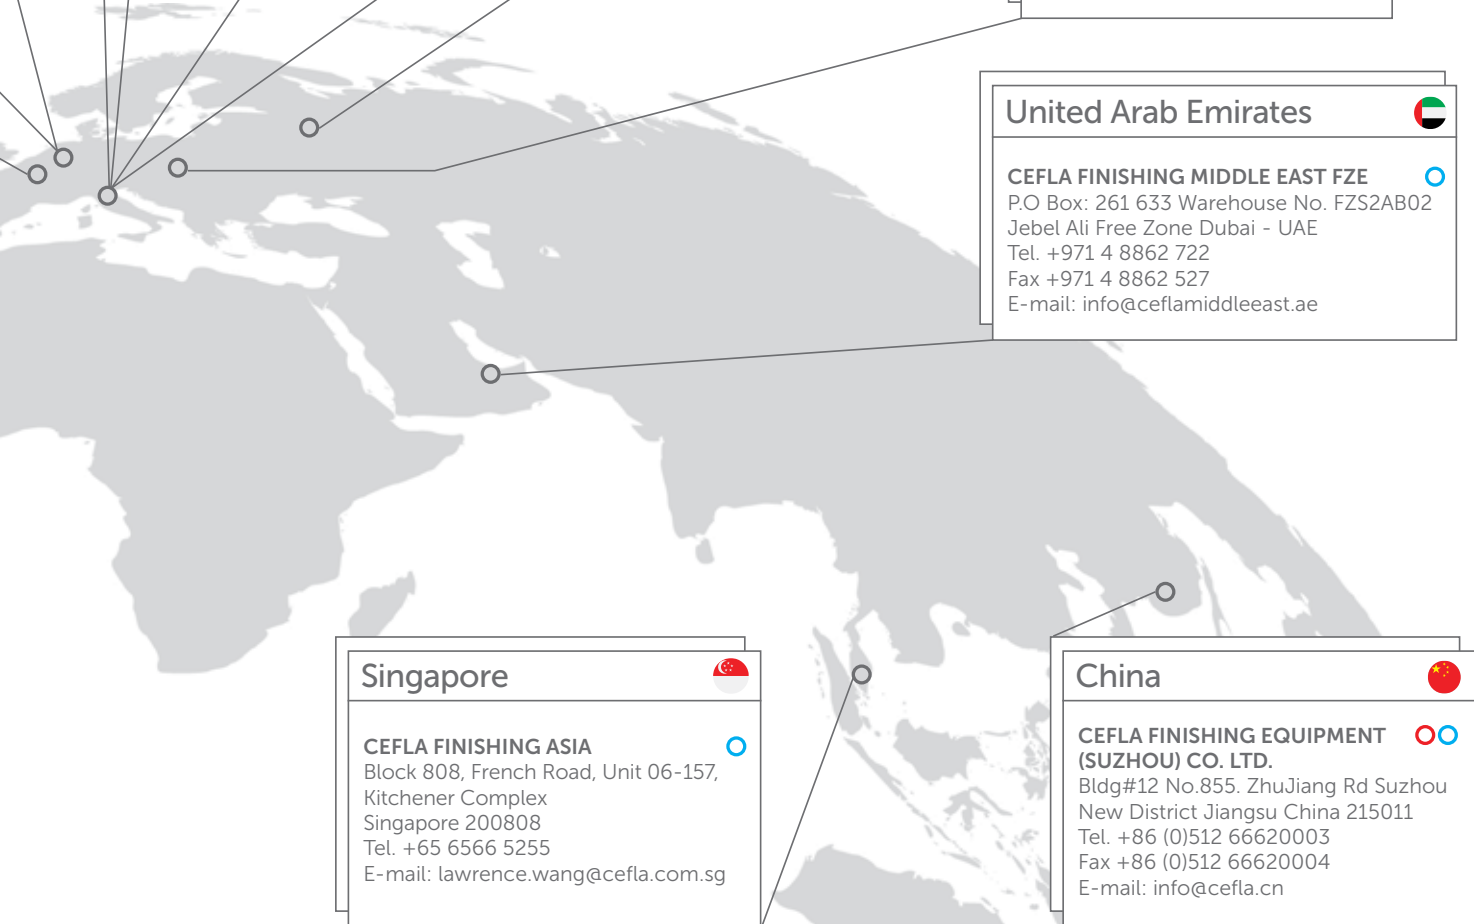 United Arab Emirates
CEFLA FINISHING MIDDLE EAST FZE
P.O Box: 261 633 Warehouse No. FZS2AB02
Jebel Ali Free Zone Dubai - UAE
Tel. +971 4 8862 722
Fax +971 4 8862 527
E-mail: info@ceflamiddleeast.ae
Singapore
CEFLA FINISHING ASIA
Block 808, French Road, Unit 06-157,
Kitchener Complex
Singapore 200808
Tel. +65 6566 5255
E-mail: lawrence.wang@cefla.com.sg
China
CEFLA FINISHING EQUIPMENT
(SUZHOU) CO. LTD.
Bldg#12 No.855. ZhuJiang Rd Suzhou
New District Jiangsu China 215011
Tel. +86 (0)512 66620003
Fax +86 (0)512 66620004
E-mail: info@cefla.cn